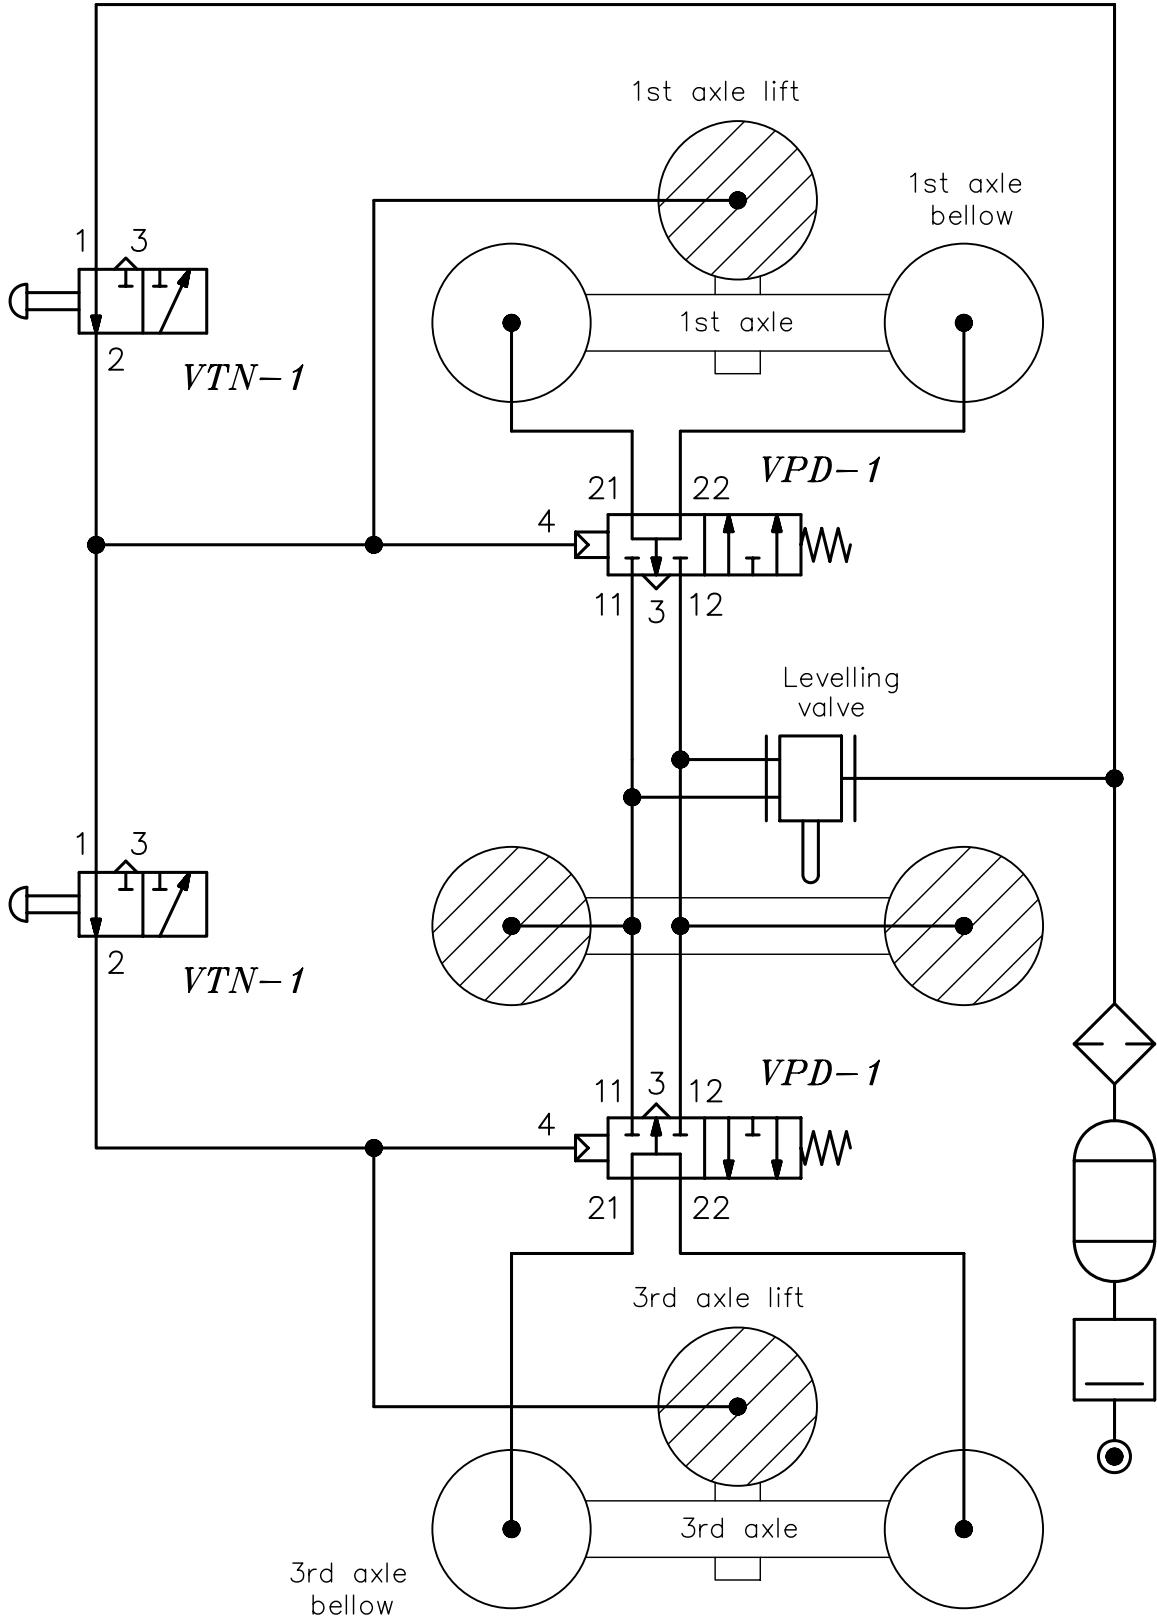 1st axle lift
1st axle
bellow
1 3
2
VTN-1
1st axle
VPD-1
21 22
4
11 3 12
Levelling
valve
1 3
2
VTN-1
VPD-1
11 3 12
4
21 22
3rd axle lift
3rd axle
3rd axle
bellow